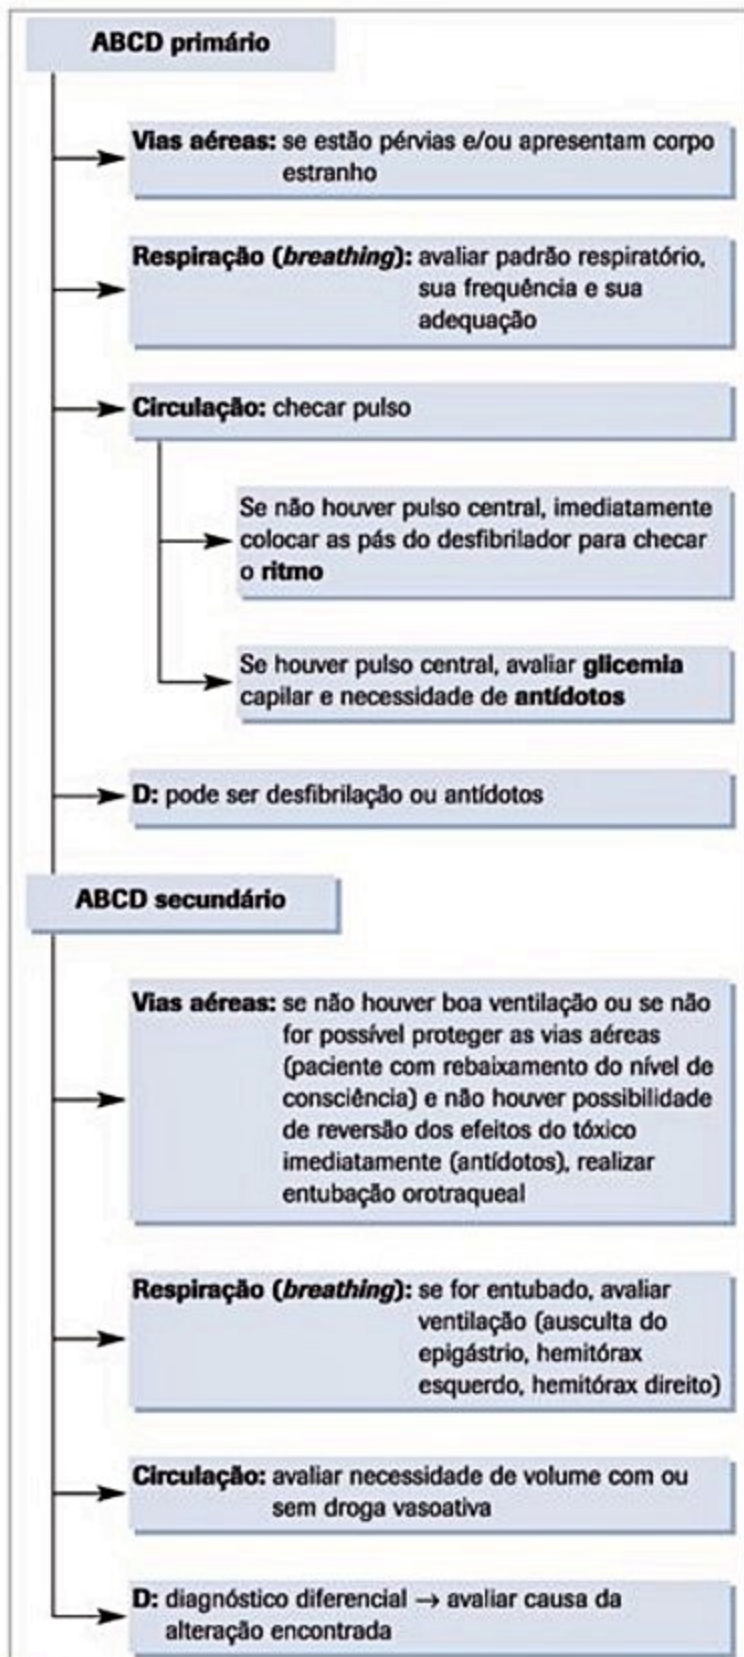 ABCD primário
Vias aéreas: se estão pérvias e/ou apresentam corpo
estranho
Respiração (breathing): avaliar padrão respiratório,
sua frequência e sua
adequação
Circulação: checar pulso
Se não houver pulso central, imediatamente
colocar as pás do desfibrilador para checar
o ritmo
Se houver pulso central, avaliar glicemia
capilar e necessidade de antídotos
D: pode ser desfibrilação ou antídotos
ABCD secundário
Vias aéreas: se não houver boa ventilação ou se não
for possível proteger as vias aéreas
(paciente com rebaixamento do nível de
consciência) e não houver possibilidade
de reversão dos efeitos do tóxico
imediatamente (antídotos), realizar
entubação orotraqueal
Respiração (breathing): se for entubado, avaliar
ventilação (ausculta do
epigástrio, hemitórax
esquerdo, hemitórax direito)
Circulação: avaliar necessidade de volume com ou
sem droga vasoativa
D: diagnóstico diferencial → avaliar causa da
alteração encontrada